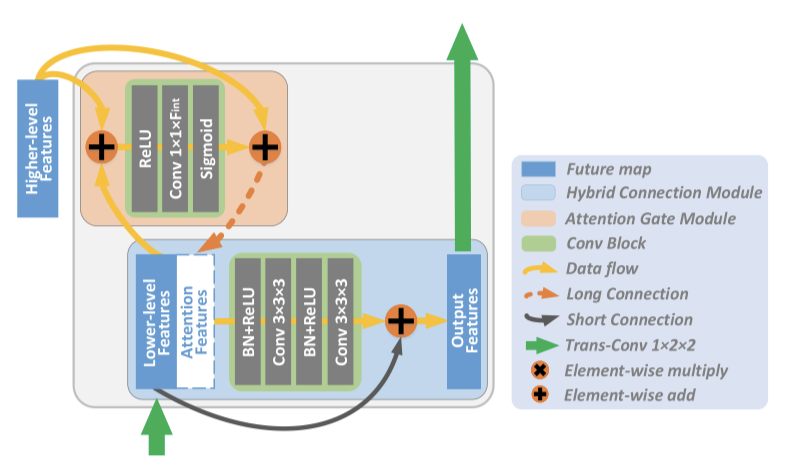 Higher-level
Features
ReLU
Conv 1×1×Fint
Sigmoid
Lower-level
Features
Attention
Features
BN+ReLU
Conv 3×3×3
BN+ReLU
Conv 3×3×3
Output
Features
Future map
Hybrid Connection Module
Attention Gate Module
Conv Block
Data flow
Long Connection
Short Connection
Trans-Conv 1×2×2
Element-wise multiply
Element-wise add